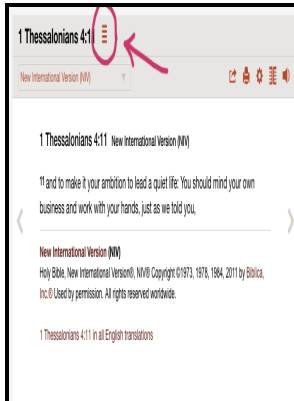 1 Thessalonians 4:11
New International Version (NIV)
1 Thessalonians 4:11 New International Version (NIV)
11 and to make it your ambition to lead a quiet life: You should mind your own
business and work with your hands, just as we told you,
New International Version (NIV)
Holy Bible, New International Version®, NIV® Copyright ©1973, 1978, 1984, 2011 by Biblica,
Inc.® Used by permission. All rights reserved worldwide.
1 Thessalonians 4:11 in all English translations